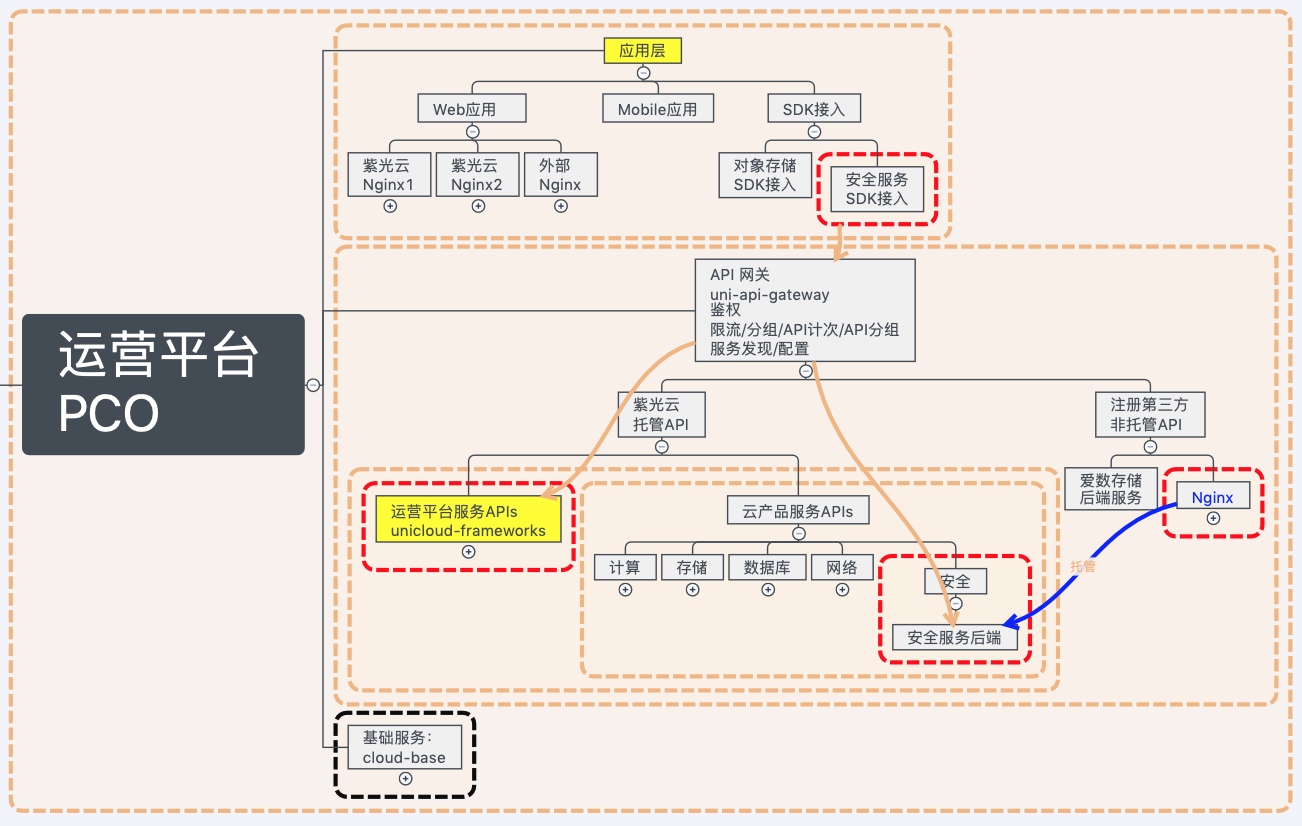 应用层
Web应用
Mobile应用
SDK接入
紫光云
Nginx1
紫光云
Nginx2
外部
Nginx
对象存储
SDK接入
安全服务
SDK接入
运营平台
PCO
API 网关
uni-api-gateway
鉴权
限流/分组/API计次/API分组
服务发现/配置
紫光云
托管API
注册第三方
非托管API
运营平台服务APIs
unicloud-frameworks
云产品服务APIs
爱数存储
后端服务
Nginx
计算
存储
数据库
网络
安全
托管
安全服务后端
基础服务：
cloud-base